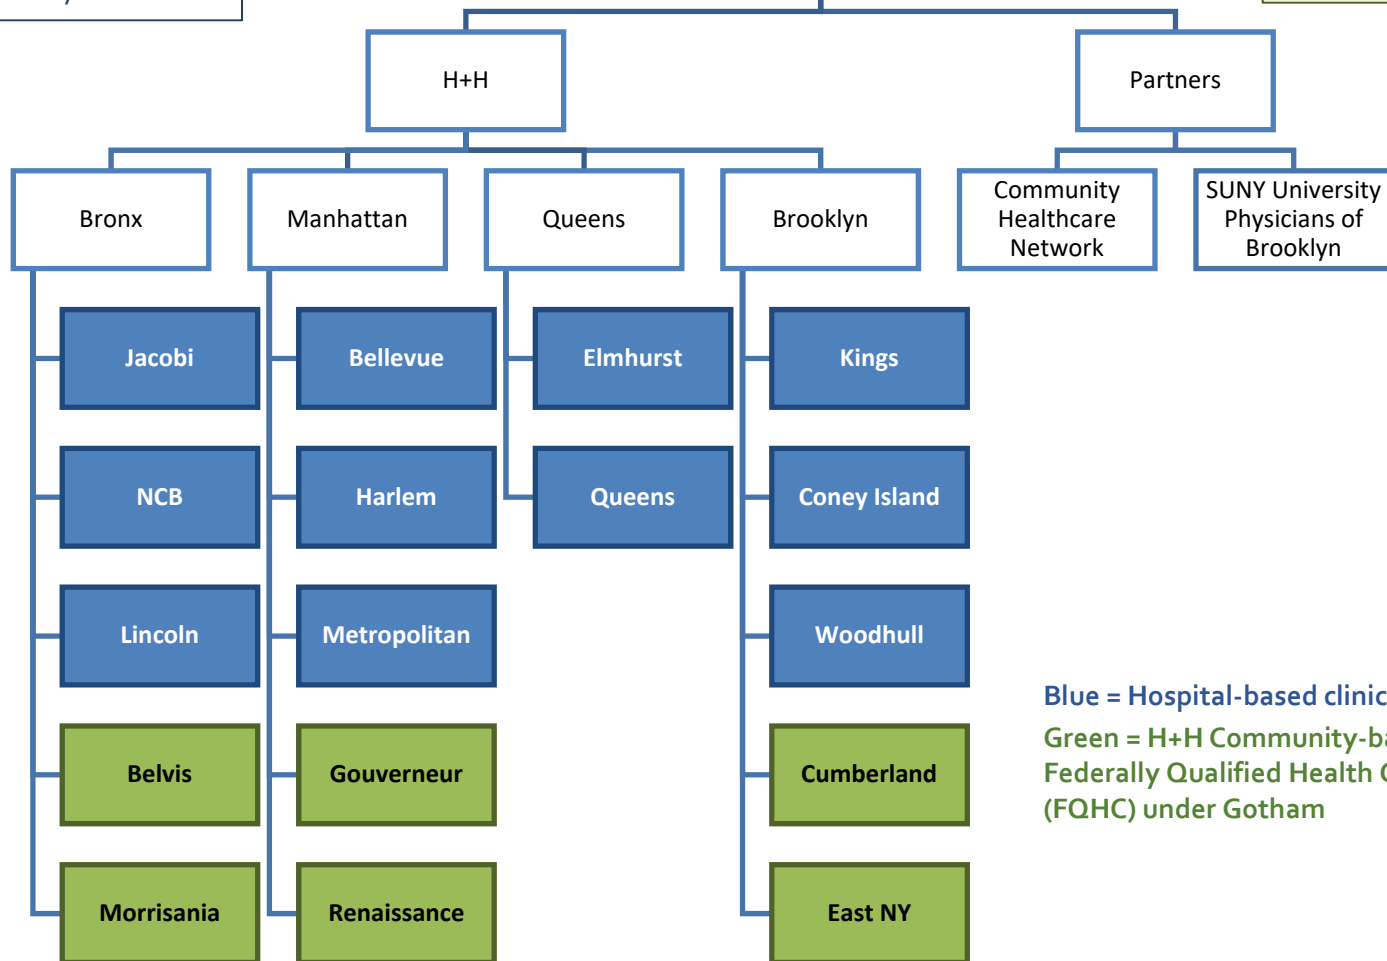 H+H
Partners
Bronx
Manhattan
Queens
Brooklyn
Community
Healthcare
Network
SUNY University
Physicians of
Brooklyn
Jacobi
Bellevue
Elmhurst
Kings
NCB
Harlem
Queens
Coney Island
Lincoln
Metropolitan
Woodhull
Belvis
Gouverneur
Cumberland
Morrisania
Renaissance
East NY
Blue = Hospital-based clinic
Green = H+H Community-ba
Federally Qualified Health
(FQHC) under Gotham